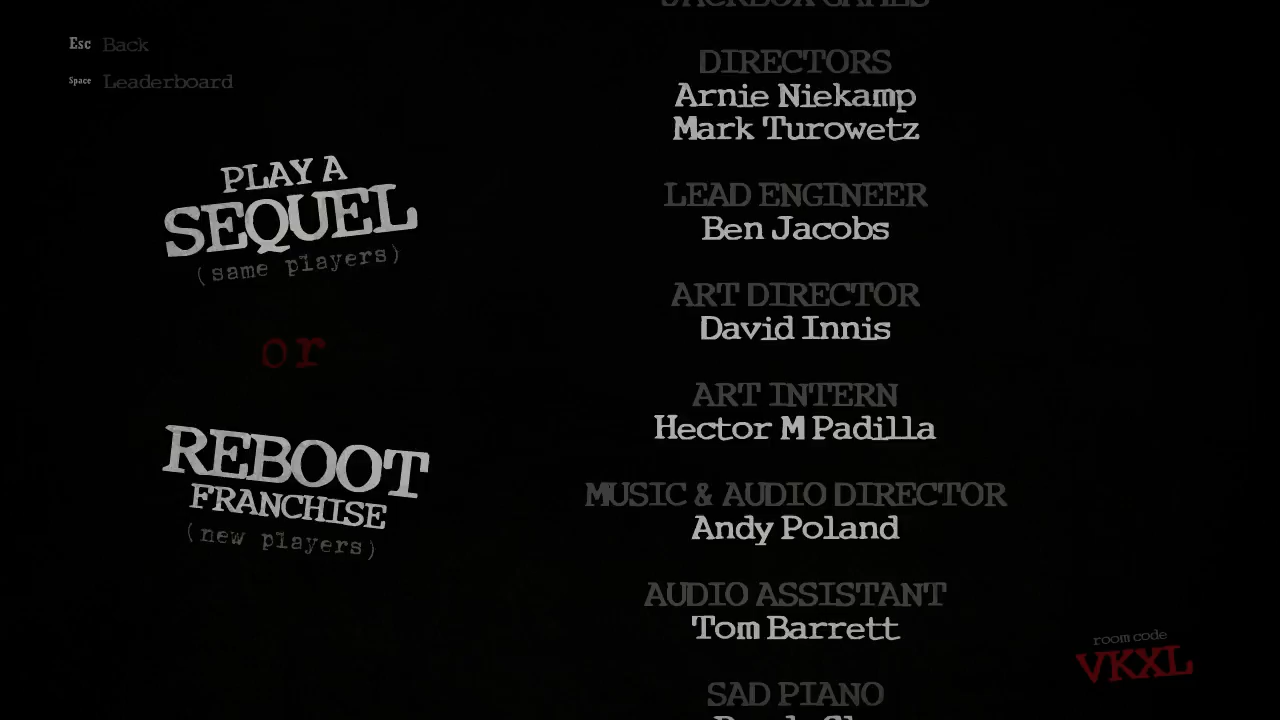 Esc Back
Space Leaderboard
PLAY A
SEQUEL
(same players)
or
REBOOT
FRANCHISE
(new players)
JACKBOX GAMES
DIRECTORS
Arnie Niekamp
Mark Turowetz
LEAD ENGINEER
Ben Jacobs
ART DIRECTOR
David Innis
ART INTERN
Hector M Padilla
MUSIC & AUDIO DIRECTOR
Andy Poland
AUDIO ASSISTANT
Tom Barrett
SAD PIANO
room code
VKXL